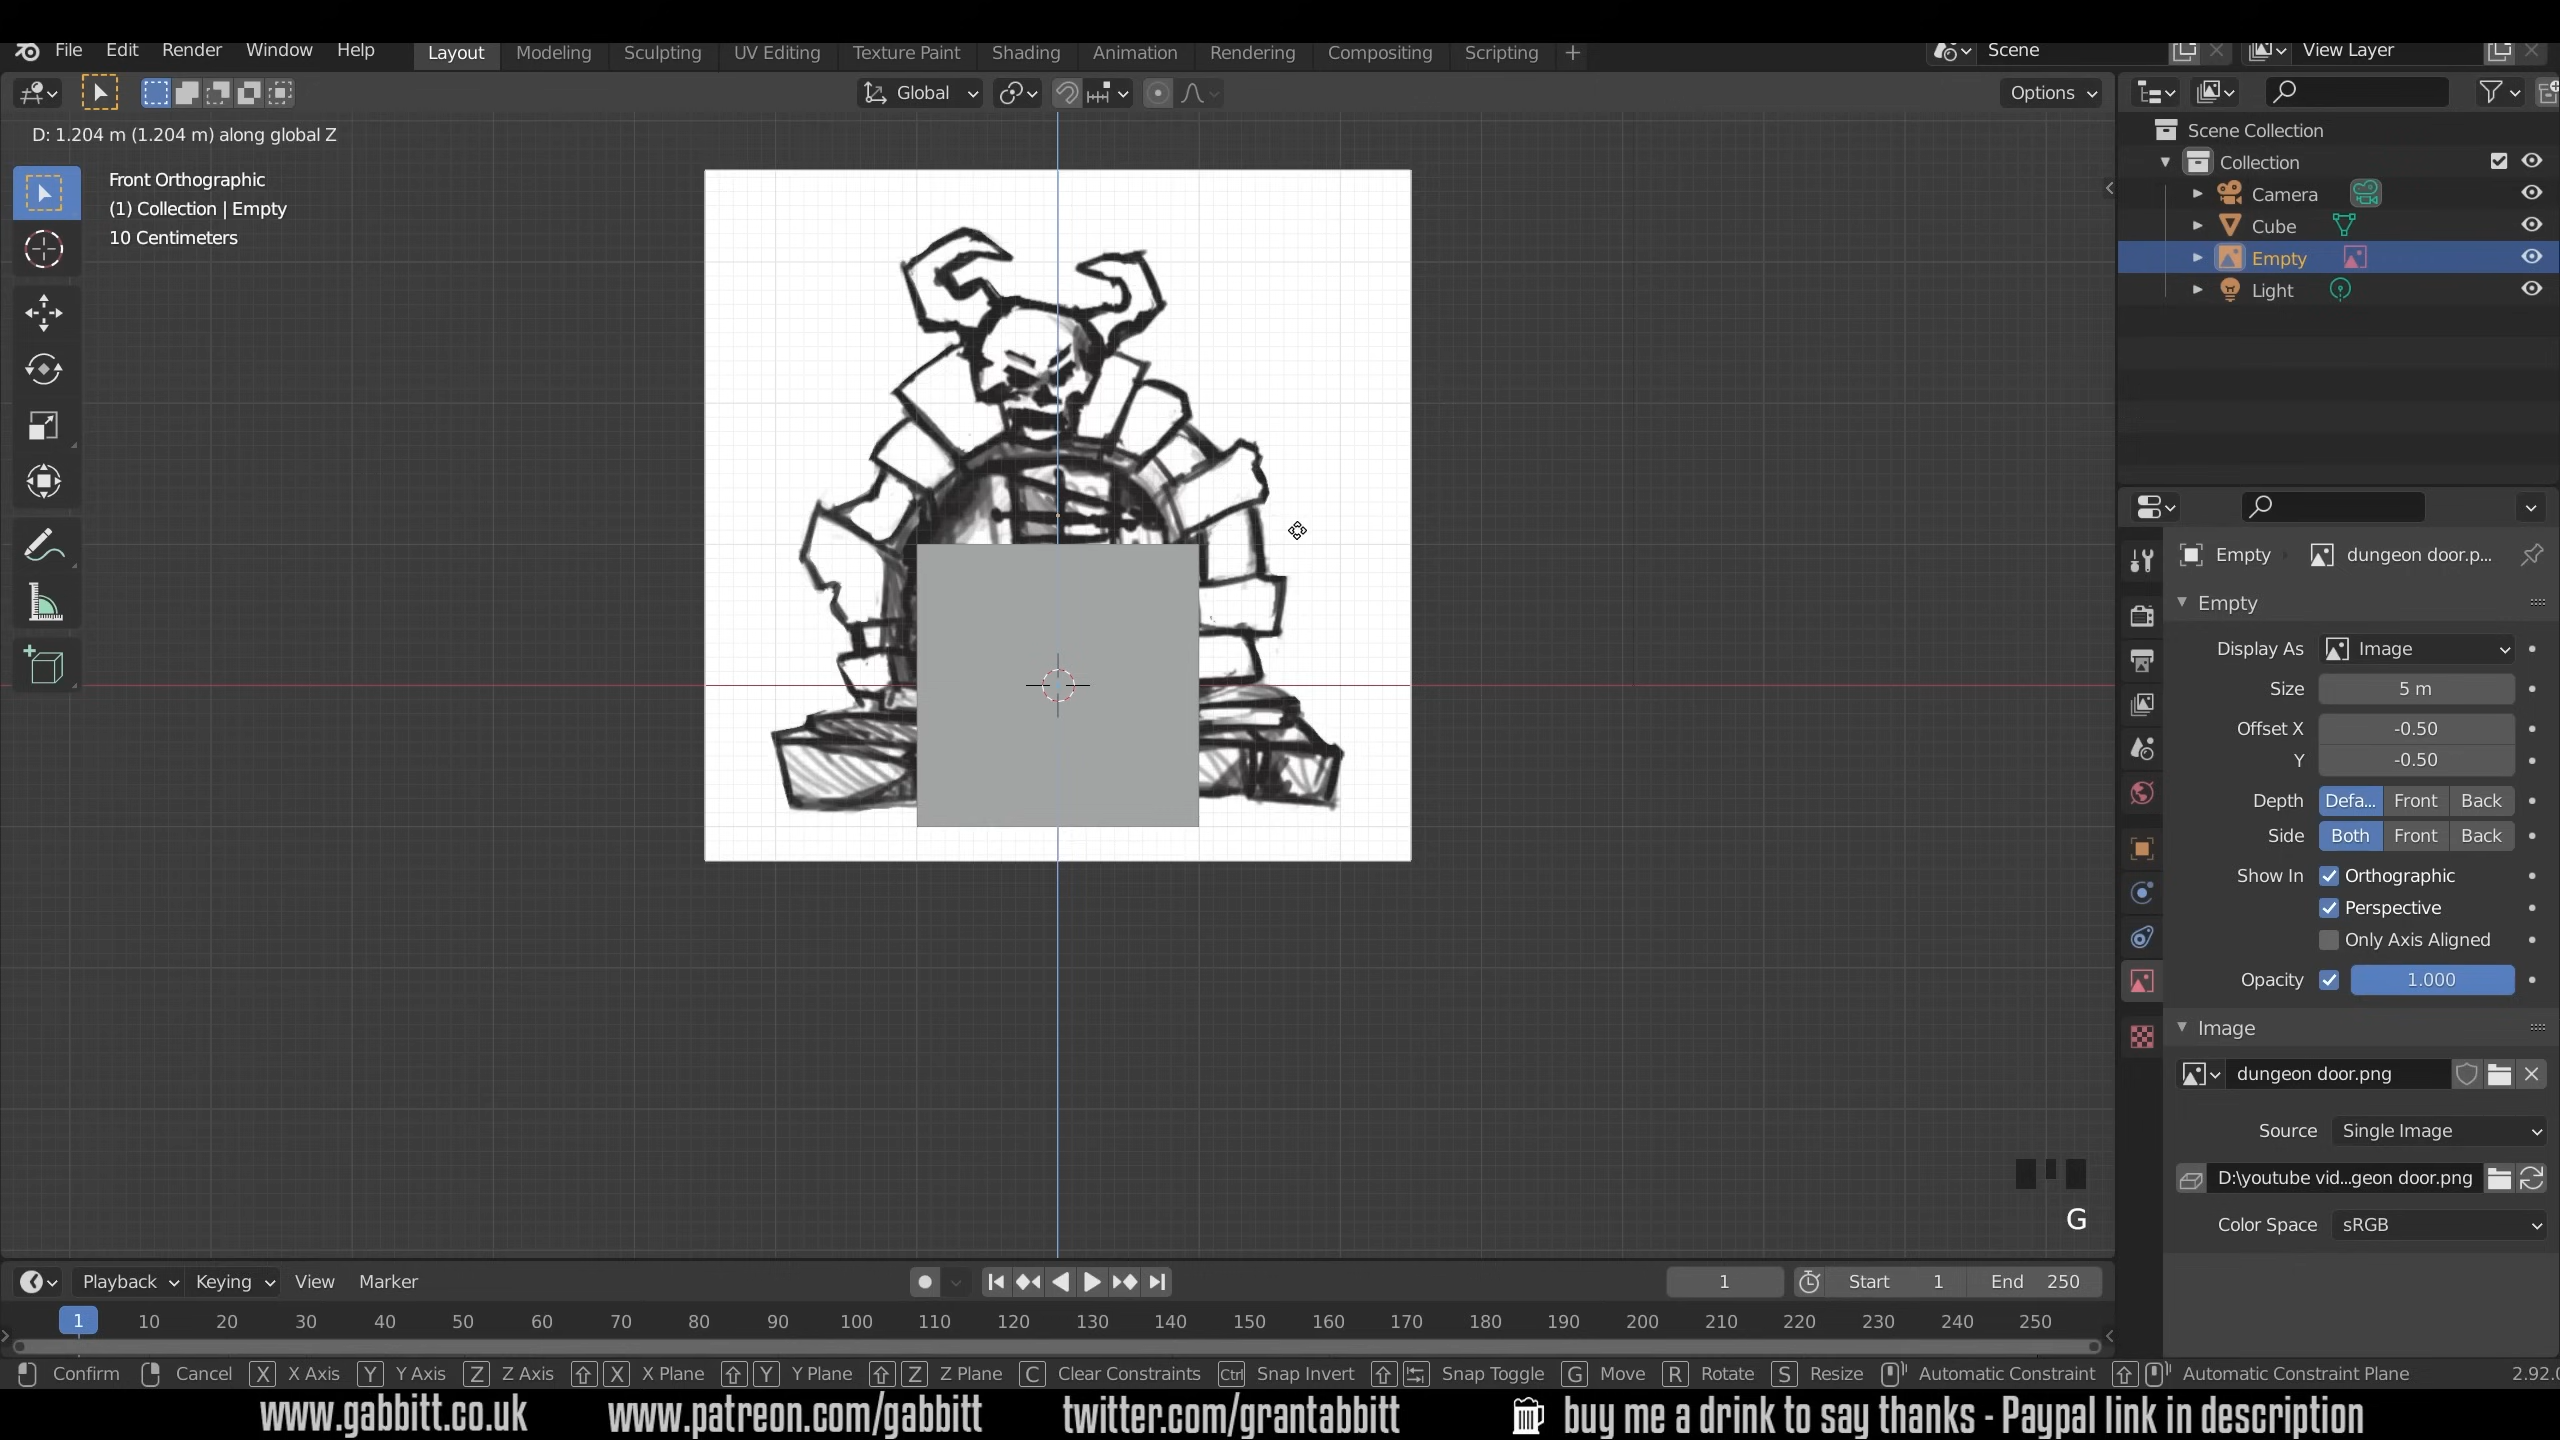 File Edit Render Window Help Layout Modeling Sculpting UV Editing Texture Paint Shading Animation Rendering Compositing Scripting + Scene View Layer
Global Options
D: 1.204 m (1.204 m) along global Z
Front Orthographic
(1) Collection | Empty
10 Centimeters
Scene Collection
Collection
Camera
Cube
Empty
Light
Empty dungeon door.p...
Empty
Display As Image
Size 5 m
Offset X -0.50
Y -0.50
Depth Defa... Front Back
Side Both Front Back
Show In Orthographic
Perspective
Only Axis Aligned
Opacity 1.000
Image
dungeon door.png
Source Single Image
D:\youtube vid...geon door.png
Color Space sRGB
G
Playback Keying View Marker 1 Start 1 End 250
1 10 20 30 40 50 60 70 80 90 100 110 120 130 140 150 160 170 180 190 200 210 220 230 240 250
Confirm Cancel X X Axis Y Y Axis Z Z Axis X X Plane Y Y Plane Z Z Plane C Clear Constraints Ctrl Snap Invert Snap Toggle G Move R Rotate S Resize Automatic Constraint Automatic Constraint Plane 2.92.0
www.gabbitt.co.uk www.patreon.com/gabbitt twitter.com/grantabbitt buy me a drink to say thanks - Paypal link in description